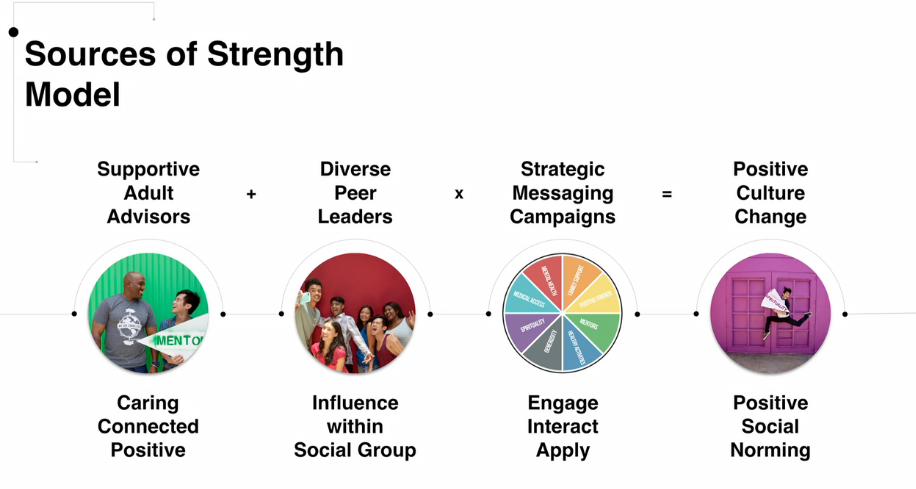 Sources of Strength
Model
Supportive
Adult
Advisors
+
Diverse
Peer
Leaders
x
Strategic
Messaging
Campaigns
=
Positive
Culture
Change
MENTO
MENTAL HEALTH
FAMILY SUPPORT
POSITIVE FRIENDS
MENTORS
HEALTHY ACTIVITIES
GENEROSITY
SPIRITUALITY
MEDICAL ACCESS
Caring
Connected
Positive
Influence
within
Social Group
Engage
Interact
Apply
Positive
Social
Norming